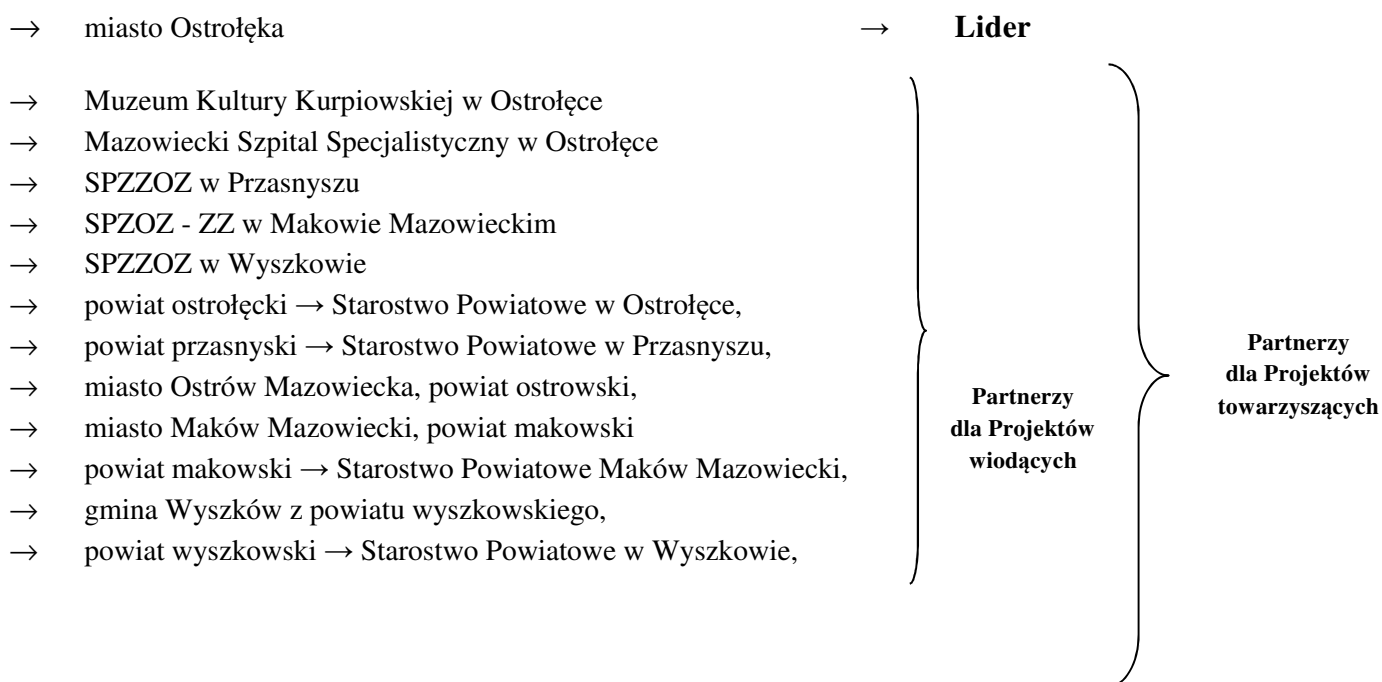 → miasto Ostrołęka → Lider
→ Muzeum Kultury Kurpiowskiej w Ostrołęce
→ Mazowiecki Szpital Specjalistyczny w Ostrołęce
→ SPZZOZ w Przasnyszu
→ SPZOZ - ZZ w Makowie Mazowieckim
→ SPZZOZ w Wyszkowie
→ powiat ostrołęcki → Starostwo Powiatowe w Ostrołęce,
→ powiat przasnyski → Starostwo Powiatowe w Przasnyszu,
→ miasto Ostrów Mazowiecka, powiat ostrowski,
→ miasto Maków Mazowiecki, powiat makowski
→ powiat makowski → Starostwo Powiatowe Maków Mazowiecki,
→ gmina Wyszków z powiatu wyszkowskiego,
→ powiat wyszkowski → Starostwo Powiatowe w Wyszkowie,
Partnerzy
dla Projektów
wiodących
Partnerzy
dla Projektów
towarzyszących